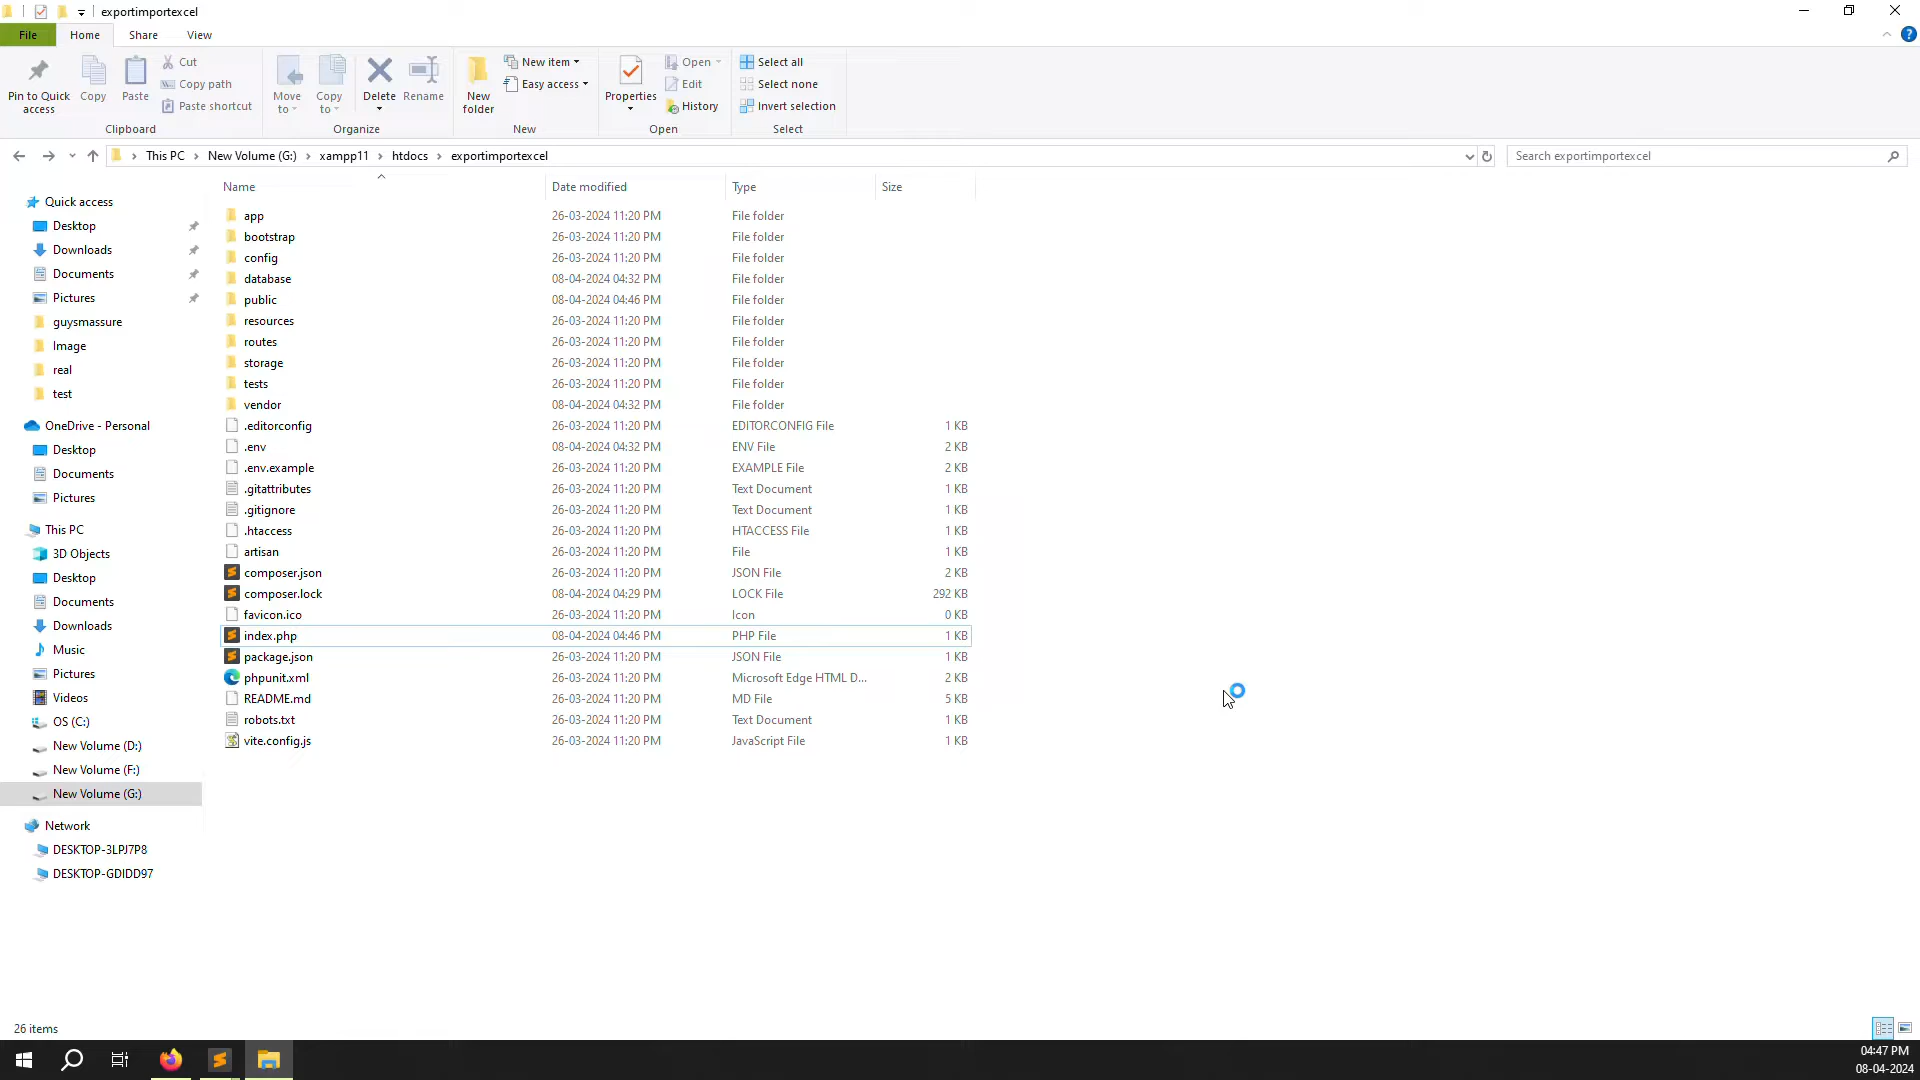 exportimportexcel
File Home Share View
Pin to Quick access
Copy
Paste
Cut
Copy path
Paste shortcut
Clipboard
Move to
Copy to
Delete
Rename
Organize
New folder
New item
Easy access
New
Properties
Open
Edit
History
Open
Select all
Select none
Invert selection
Select
This PC > New Volume (G:) > xampp11 > htdocs > exportimportexcel
Search exportimportexcel
Quick access
Desktop
Downloads
Documents
Pictures
guysmassure
Image
real
test
OneDrive - Personal
Desktop
Documents
Pictures
This PC
3D Objects
Desktop
Documents
Downloads
Music
Pictures
Videos
OS (C:)
New Volume (D:)
New Volume (F:)
New Volume (G:)
Network
DESKTOP-3LPJ7P8
DESKTOP-GDIDD97
Name Date modified Type Size
app 26-03-2024 11:20 PM File folder
bootstrap 26-03-2024 11:20 PM File folder
config 26-03-2024 11:20 PM File folder
database 08-04-2024 04:32 PM File folder
public 08-04-2024 04:46 PM File folder
resources 26-03-2024 11:20 PM File folder
routes 26-03-2024 11:20 PM File folder
storage 26-03-2024 11:20 PM File folder
tests 26-03-2024 11:20 PM File folder
vendor 08-04-2024 04:32 PM File folder
.editorconfig 26-03-2024 11:20 PM EDITORCONFIG File 1 KB
.env 08-04-2024 04:32 PM ENV File 2 KB
.env.example 26-03-2024 11:20 PM EXAMPLE File 2 KB
.gitattributes 26-03-2024 11:20 PM Text Document 1 KB
.gitignore 26-03-2024 11:20 PM Text Document 1 KB
.htaccess 26-03-2024 11:20 PM HTACCESS File 1 KB
artisan 26-03-2024 11:20 PM File 1 KB
composer.json 26-03-2024 11:20 PM JSON File 2 KB
composer.lock 08-04-2024 04:29 PM LOCK File 292 KB
favicon.ico 26-03-2024 11:20 PM Icon 0 KB
index.php 08-04-2024 04:46 PM PHP File 1 KB
package.json 26-03-2024 11:20 PM JSON File 1 KB
phpunit.xml 26-03-2024 11:20 PM Microsoft Edge HTML D... 2 KB
README.md 26-03-2024 11:20 PM MD File 5 KB
robots.txt 26-03-2024 11:20 PM Text Document 1 KB
vite.config.js 26-03-2024 11:20 PM JavaScript File 1 KB
26 items
04:47 PM
08-04-2024